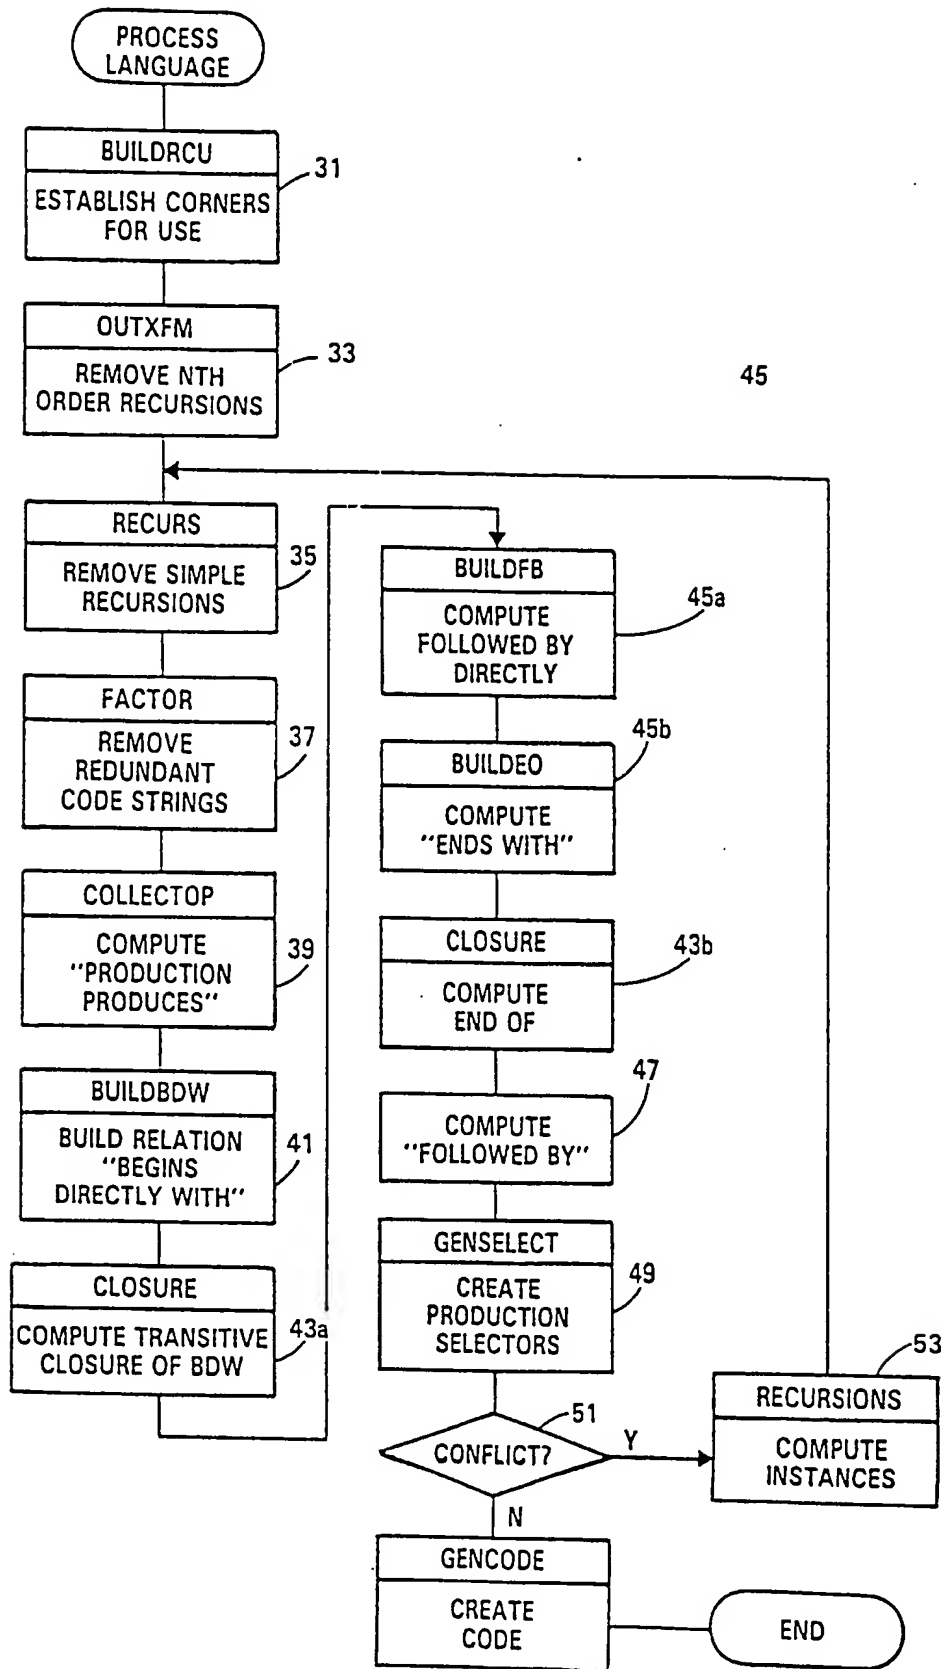 PROCESS
LANGUAGE
BUILDRCU
31
ESTABLISH CORNERS
FOR USE
OUTXFM
33
REMOVE NTH
ORDER RECURSIONS
45
RECURS
35
REMOVE SIMPLE
RECURSIONS
FACTOR
37
REMOVE
REDUNDANT
CODE STRINGS
COLLECTOP
39
COMPUTE
"PRODUCTION
PRODUCES"
BUILDBDW
41
BUILD RELATION
"BEGINS
DIRECTLY WITH"
CLOSURE
43a
COMPUTE TRANSITIVE
CLOSURE OF BDW
BUILDFB
45a
COMPUTE
FOLLOWED BY
DIRECTLY
45b
BUILDEO
COMPUTE
"ENDS WITH"
CLOSURE
43b
COMPUTE
END OF
47
COMPUTE
"FOLLOWED BY"
GENSELECT
49
CREATE
PRODUCTION
SELECTORS
51
CONFLICT?
Y
N
53
RECURSIONS
COMPUTE
INSTANCES
GENCODE
CREATE
CODE
END